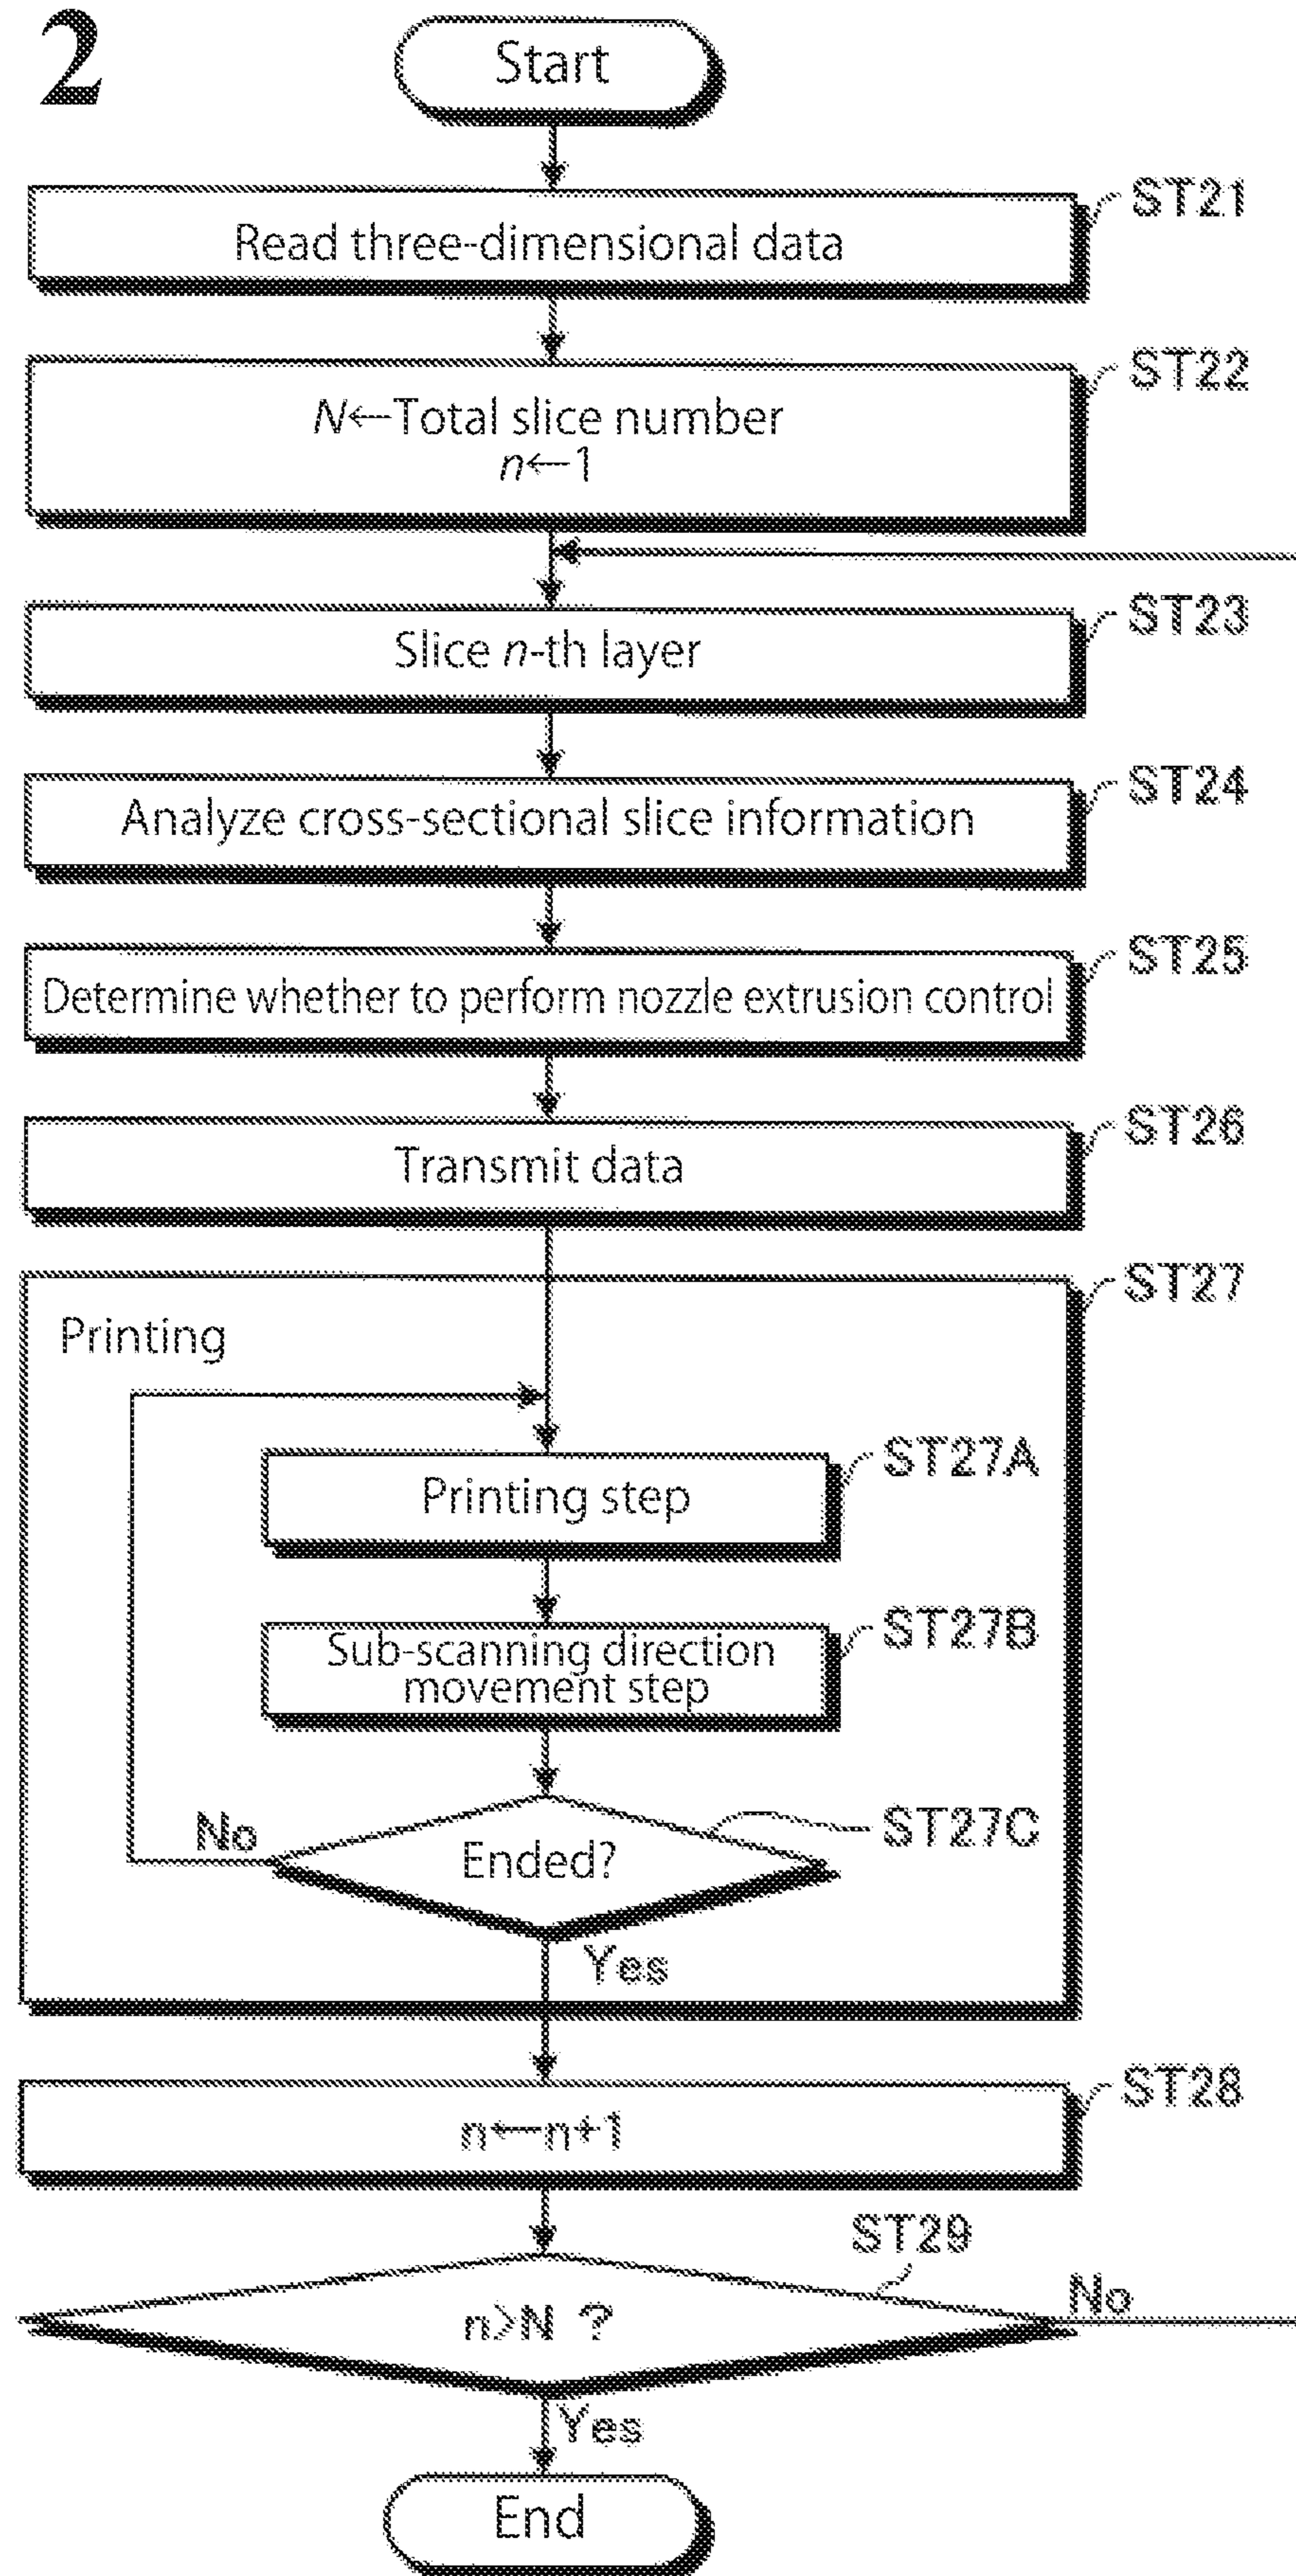 2
Start
Read three-dimensional data
ST21
N←Total slice number
n←1
ST22
Slice n-th layer
ST23
Analyze cross-sectional slice information
ST24
Determine whether to perform nozzle extrusion control
ST25
Transmit data
ST26
ST27
Printing
Printing step
ST27A
Sub-scanning direction
movement step
ST27B
Ended?
ST27C
No
Yes
n←n+1
ST28
ST29
n>N ?
No
Yes
End